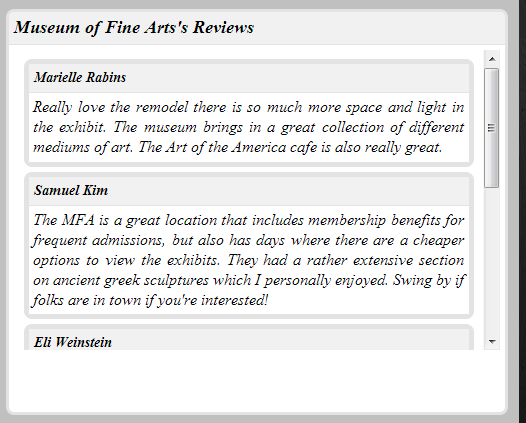 Museum of Fine Arts's Reviews
Marielle Rabins
Really love the remodel there is so much more space and light in
the exhibit. The museum brings in a great collection of different
mediums of art. The Art of the America cafe is also really great.
Samuel Kim
The MFA is a great location that includes membership benefits for
frequent admissions, but also has days where there are a cheaper
options to view the exhibits. They had a rather extensive section
on ancient greek sculptures which I personally enjoyed. Swing by if
folks are in town if you're interested!
Eli Weinstein